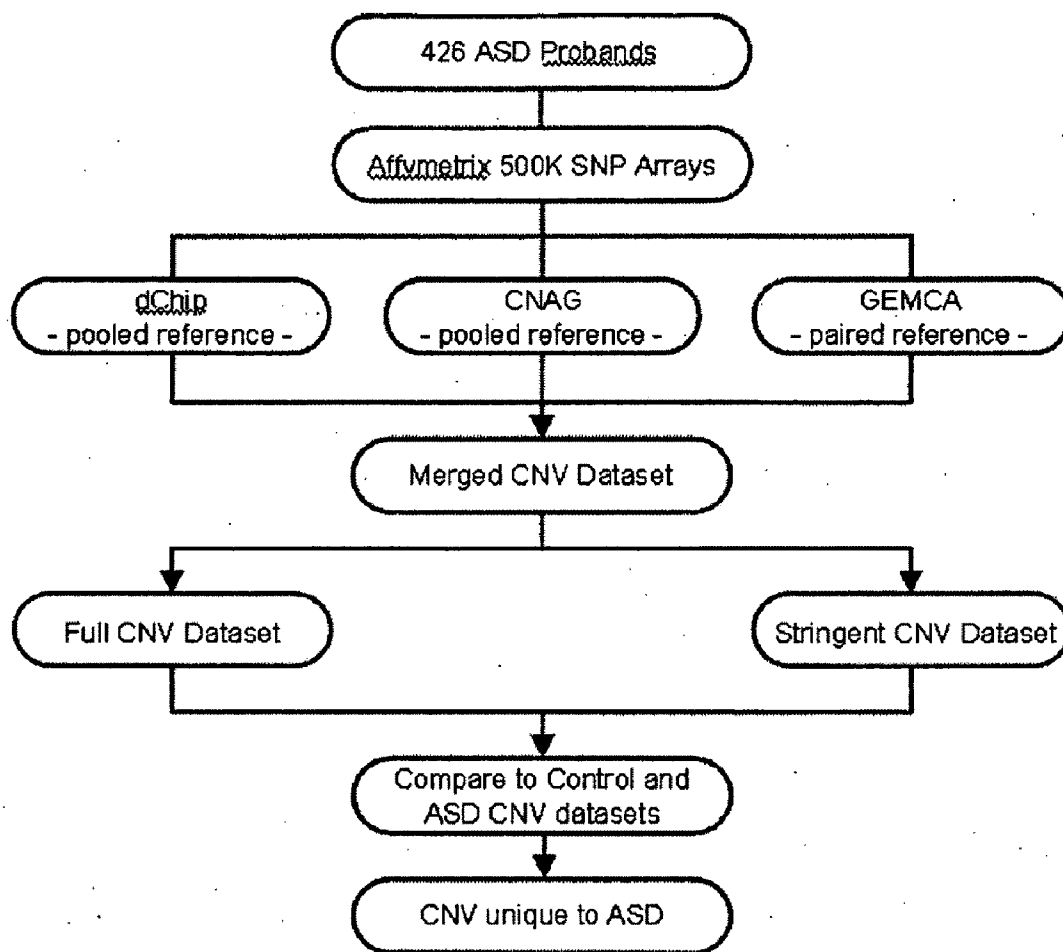 426 ASD Probands
Affymetrix 500K SNP Arrays
dChip
- pooled reference -
CNAG
- pooled reference -
GEMCA
- paired reference -
Merged CNV Dataset
Full CNV Dataset
Stringent CNV Dataset
Compare to Control and
ASD CNV datasets
CNV unique to ASD